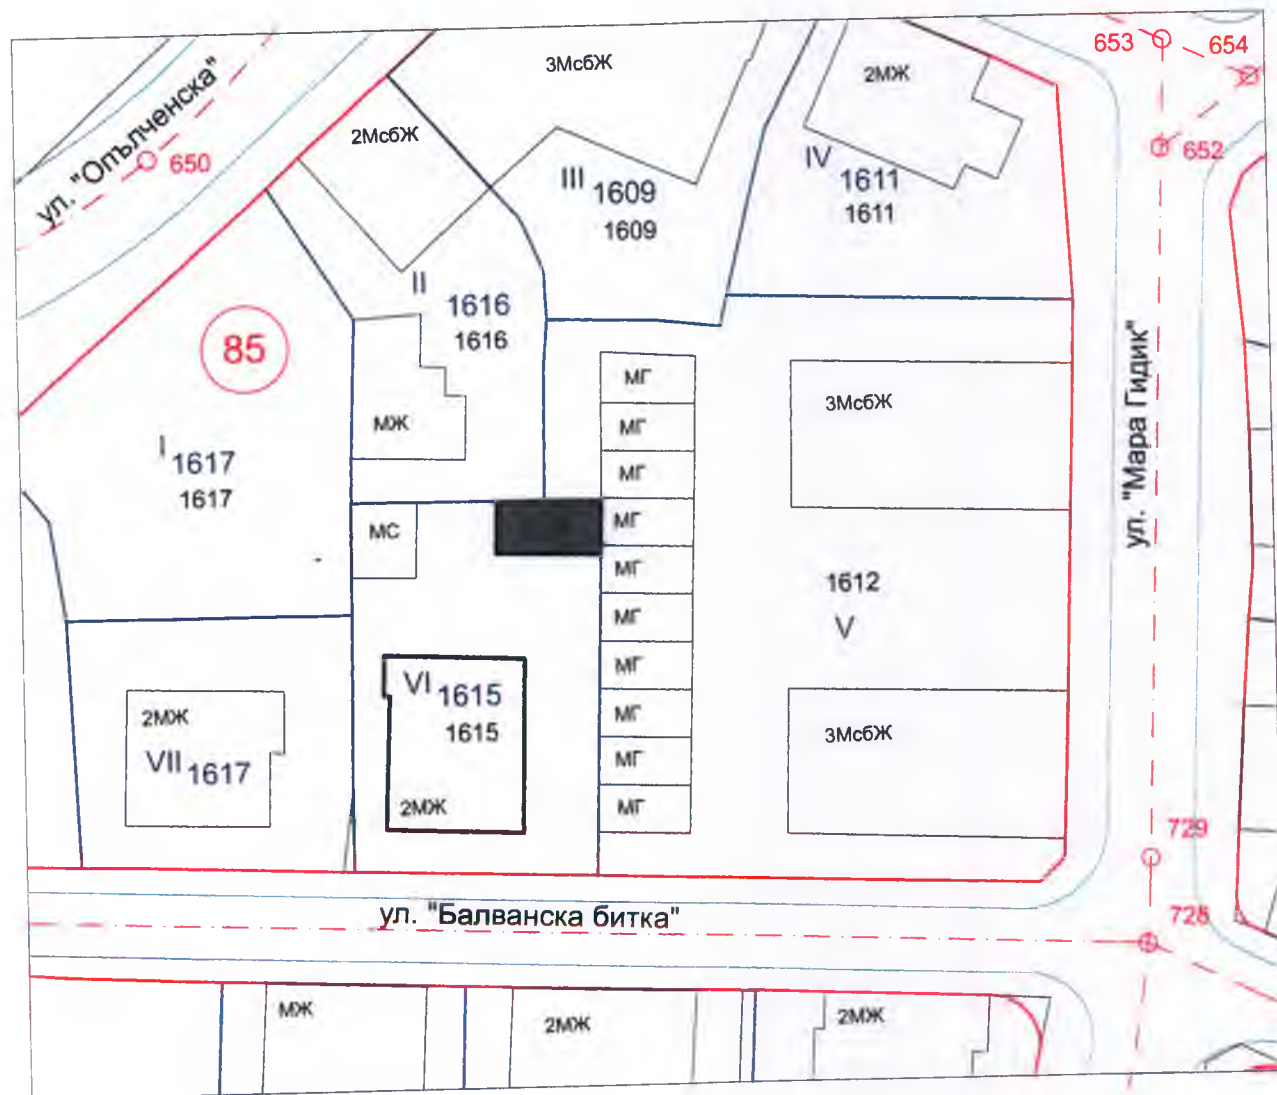 653
654
3МсбЖ
2МЖ
ул. "Опълченска"
650
2МсбЖ
652
IV 1611
1611
III 1609
1609
II
1616
1616
85
МГ
3МсбЖ
ул. "Мара Гидик"
МЖ
МГ
I 1617
1617
МГ
МС
МГ
МГ
1612
V
МГ
МГ
VI 1615
1615
2МЖ
VII 1617
МГ
3МсбЖ
МГ
2МЖ
МГ
729
ул. "Балванска битка"
728
МЖ
2МЖ
2МЖ